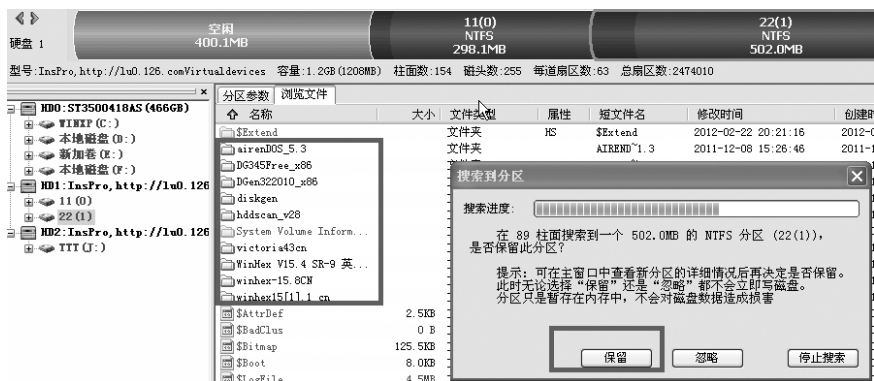 硬盘 1
空闲
400.1MB
11(0)
NTFS
298.1MB
22(1)
NTFS
502.0MB
型号:InsPro,http://lu0.126.comVirtualdevices 容量:1.2GB(1208MB) 柱面数:154 磁头数:255 每道扇区数:63 总扇区数:2474010
HD0:ST3500418AS(466GB)
WINXP(C:)
本地磁盘(D:)
新加卷(E:)
本地磁盘(F:)
HD1:InsPro,http://lu0.126
11(0)
22(1)
HD2:InsPro,http://lu0.126
TTT(J:)
分区参数 浏览文件
名称 大小 文件类型 属性 短文件名 修改时间 创建时
$Extend 文件夹 HS $Extend 2012-02-22 20:21:16 2012-0
airenDOS_5.3 文件夹 AIREND~1.3 2011-12-08 15:26:46 2011-1
DG345Free_x86
DGen322010_x86
diskgen
hddscan_v28
System Volume Inform...
victoria43cn
WinHex V15.4 SR-9 英...
winhex-15.8CN
winhex15[1].1_cn
$AttrDef 2.5KB
$BadClus 0 B
$Bitmap 125.5KB
$Boot 8.0KB
$LogFile 4.5MB
搜索到分区
搜索进度:
在 89 柱面搜索到一个 502.0MB 的 NTFS 分区 (22(1)),
是否保留此分区?
提示: 可在主窗口中查看新分区的详细情况后再决定是否保留。
此时无论选择“保留”还是“忽略”都不会立即写磁盘。
分区只是暂存在内存中，不会对磁盘数据造成损害
保留 忽略 停止搜索